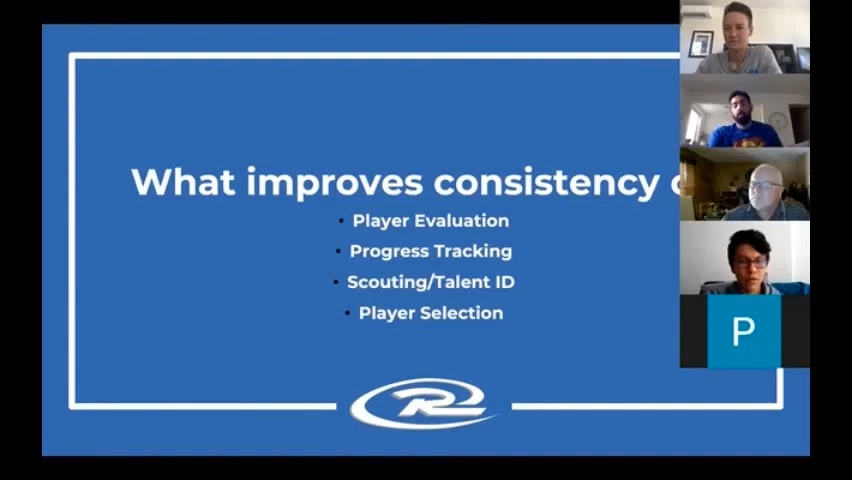 What improves consistency
• Player Evaluation
• Progress Tracking
• Scouting/Talent ID
• Player Selection
R
P